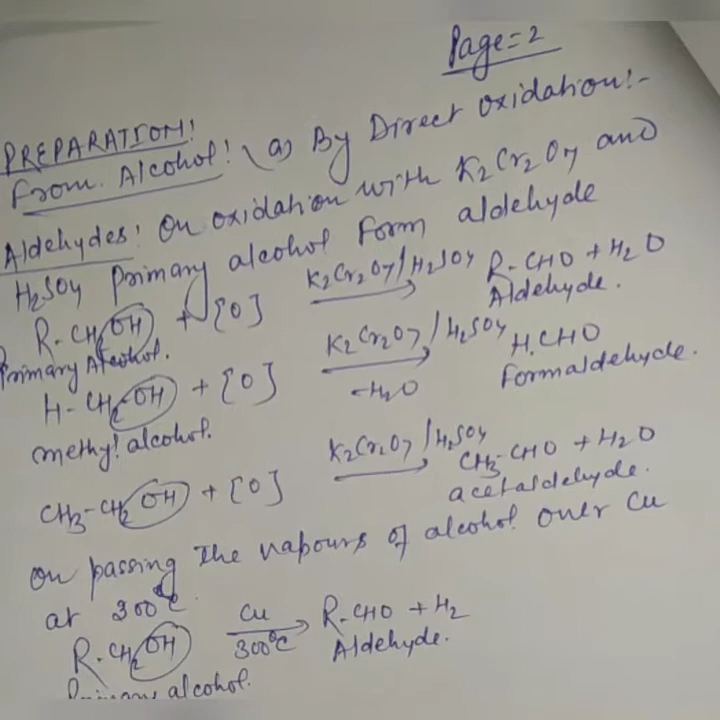 Page=2
PREPARATION!
From. Alcohol! (a) By Direct oxidation!-
Aldehydes! On oxidation with K2Cr2O7 and
H2SO4 primary alcohol form aldehyde
R-CH2OH + [O] K2Cr2O7/H2SO4 R-CHO + H2O
Primary Alcohol. Aldehyde.
H-CH2-OH + [O] K2Cr2O7/H2SO4 H.CHO
-H2O Formaldehyde.
methyl alcohol.
CH3-CH2OH + [O] K2Cr2O7/H2SO4 CH3-CHO + H2O
acetaldehyde.
On passing the vapours of alcohol over Cu
at 300°C.
R-CH2OH Cu 300°C R-CHO + H2
Primary alcohol. Aldehyde.